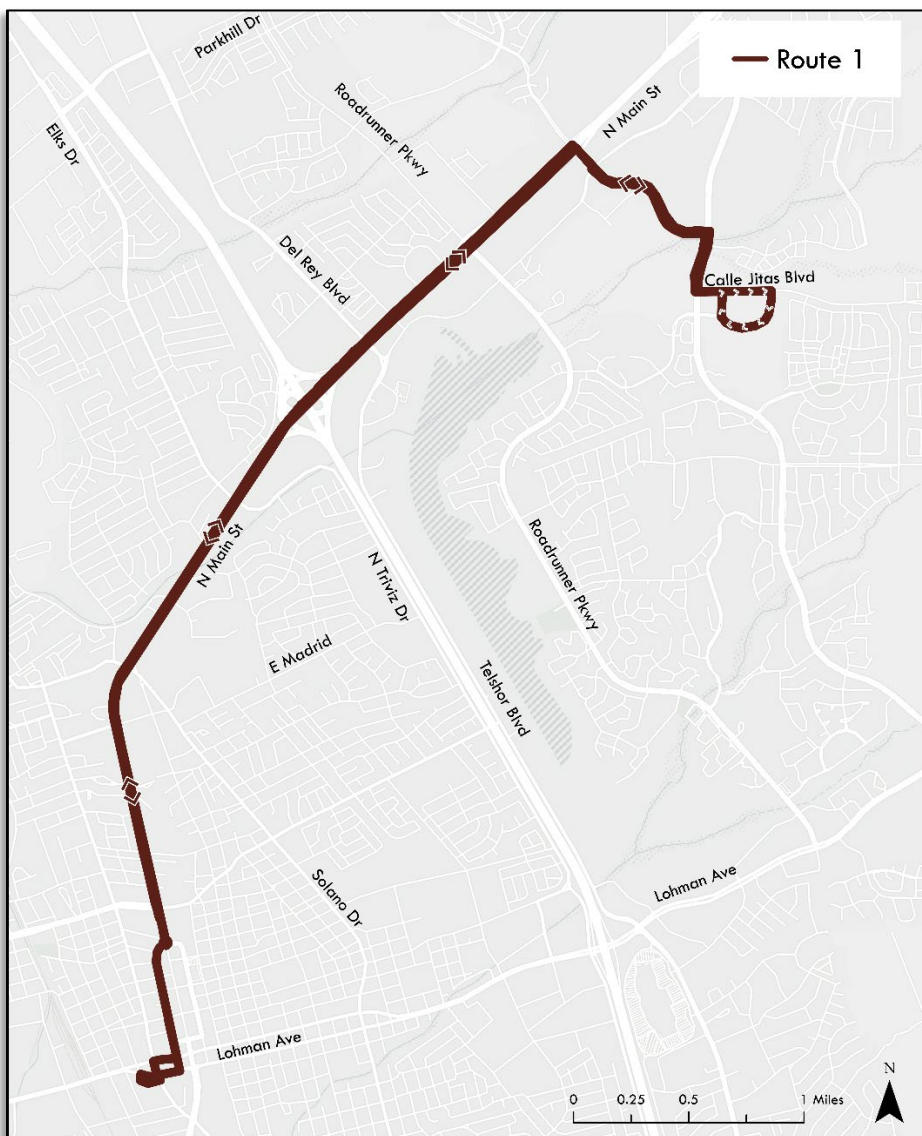 Parkhill Dr
Route 1
N Main St
Roadrunner Pkwy
Elks Dr
Del Rey Blvd
Calle Jitas Blvd
N Main St
N Triviz Dr
Roadrunner Pkwy
E Madrid
Telshor Blvd
Solano Dr
Lohman Ave
Lohman Ave
N
0 0.25 0.5 1 Miles